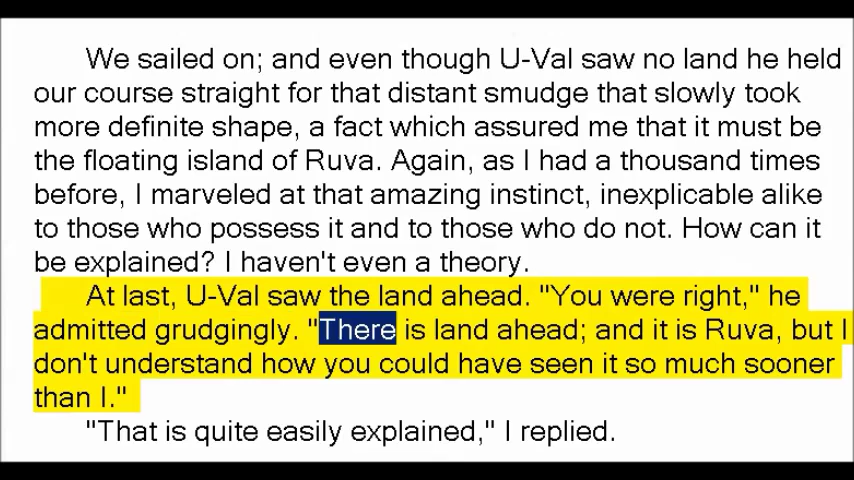 We sailed on; and even though U-Val saw no land he held
our course straight for that distant smudge that slowly took
more definite shape, a fact which assured me that it must be
the floating island of Ruva. Again, as I had a thousand times
before, I marveled at that amazing instinct, inexplicable alike
to those who possess it and to those who do not. How can it
be explained? I haven't even a theory.
At last, U-Val saw the land ahead. "You were right," he
admitted grudgingly. "There is land ahead; and it is Ruva, but I
don't understand how you could have seen it so much sooner
than I."
"That is quite easily explained," I replied.